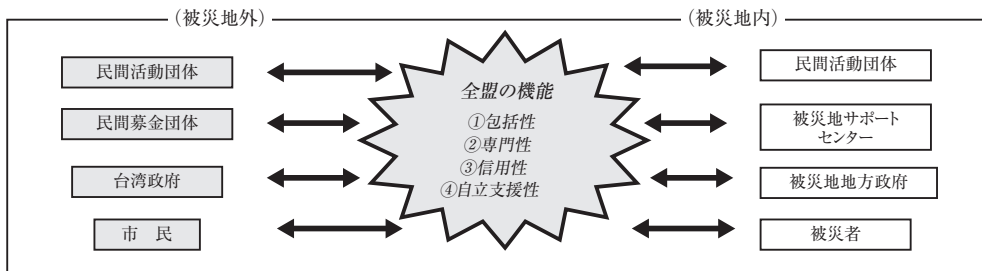 （被災地外）
（被災地内）
民間活動団体
民間募金団体
台湾政府
市　民
全盟の機能
①包括性
②専門性
③信用性
④自立支援性
民間活動団体
被災地サポート
センター
被災地地方政府
被災者